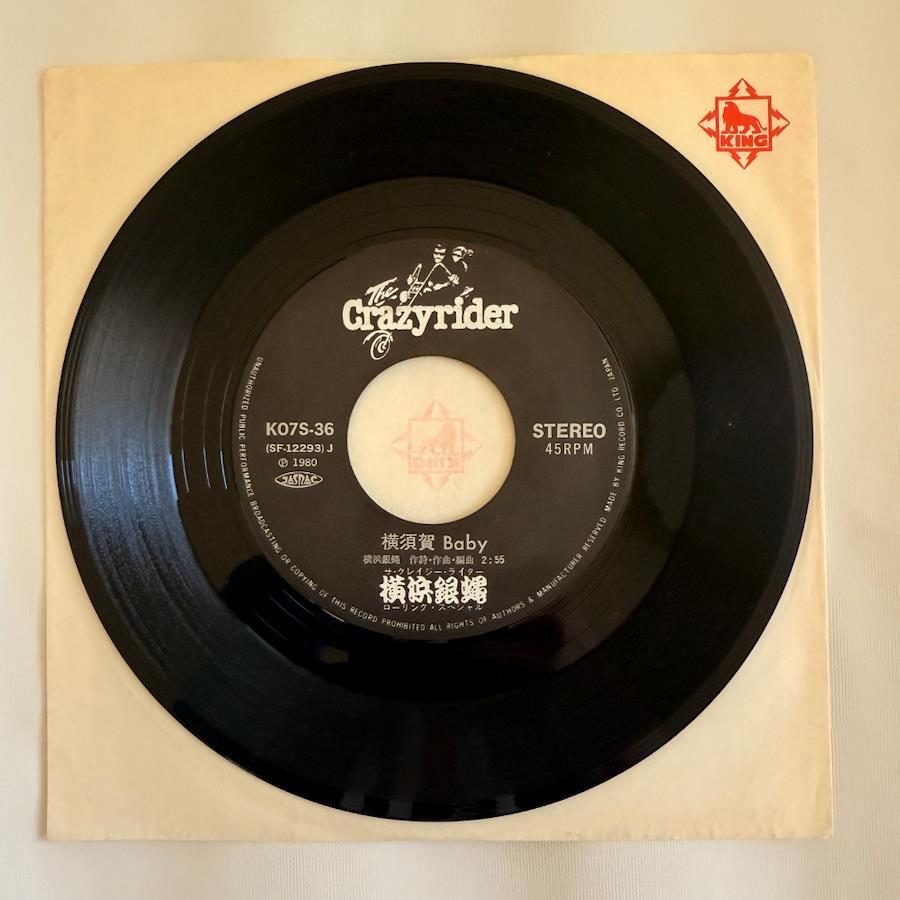 KING
The
Crazyrider
KO7S-36
(SF-12293) J
Ⓟ 1980
JASRAC
STEREO
45RPM
横須賀 Baby
横浜銀蝿 作詩・作曲・編曲 2:55
ザ・クレイジー・ライター
横浜銀蝿
ローリング・スペシャル
UNAUTHORIZED PUBLIC PERFORMANCE BROADCASTING OR COPYING OF THIS RECORD PROHIBITED ALL RIGHTS OF AUTHORS & MANUFACTURER RESERVED MADE BY KING RECORD CO. LTD. JAPAN